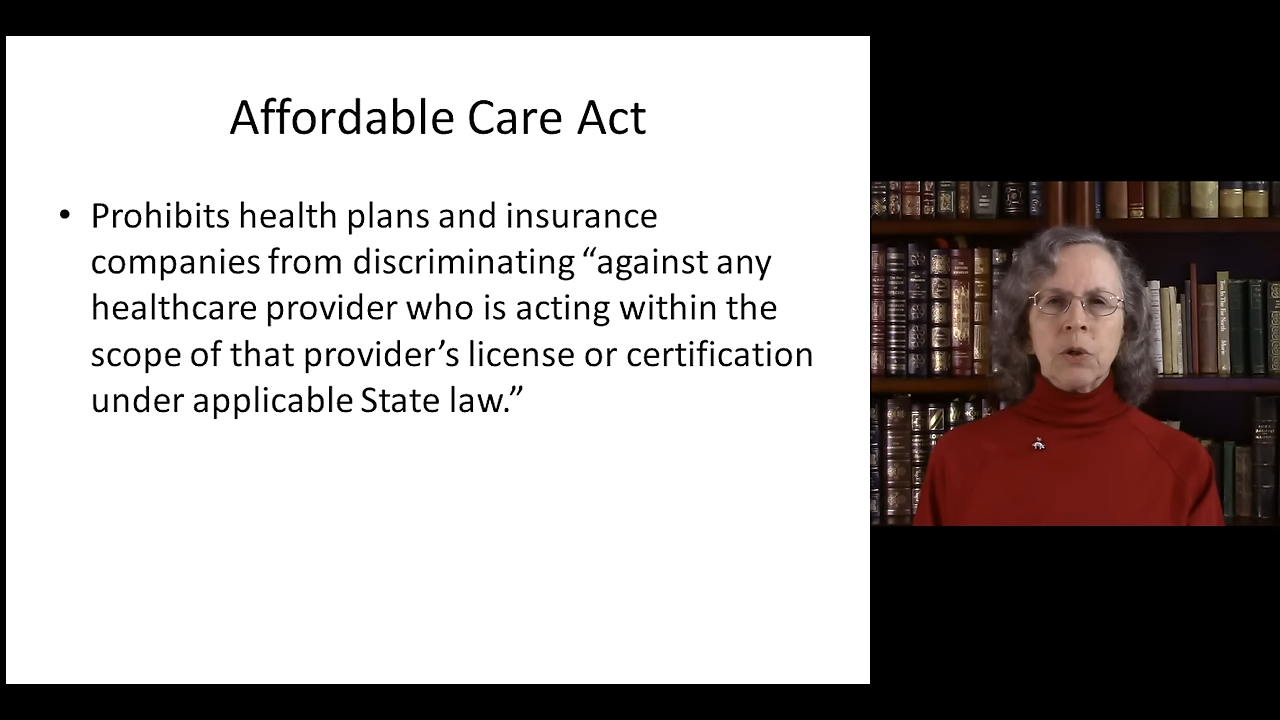 Affordable Care Act
• Prohibits health plans and insurance
companies from discriminating “against any
healthcare provider who is acting within the
scope of that provider’s license or certification
under applicable State law.”